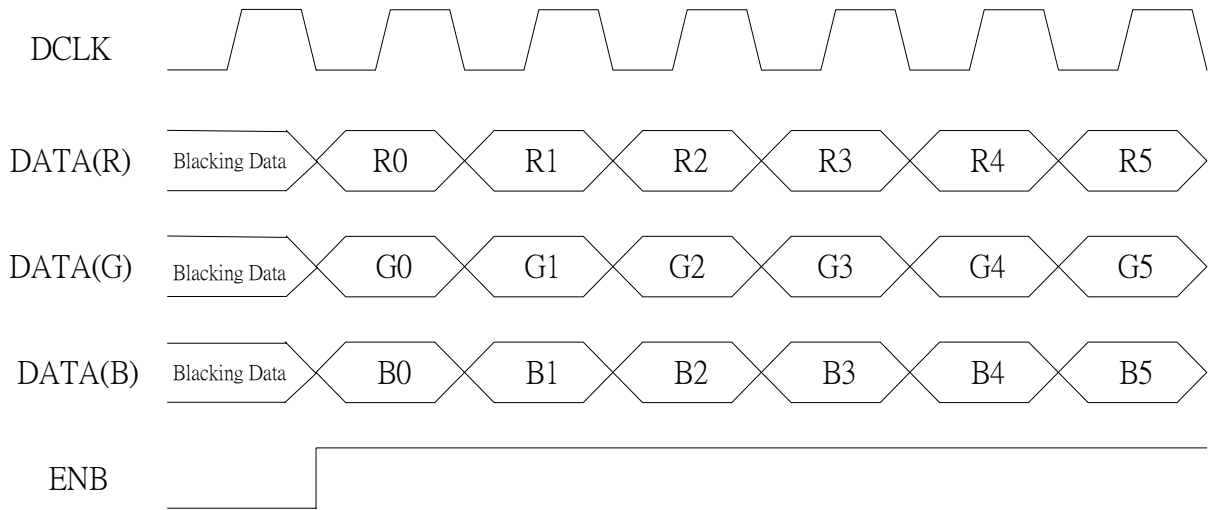 DCLK
DATA(R) Blacking Data R0 R1 R2 R3 R4 R5
DATA(G) Blacking Data G0 G1 G2 G3 G4 G5
DATA(B) Blacking Data B0 B1 B2 B3 B4 B5
ENB